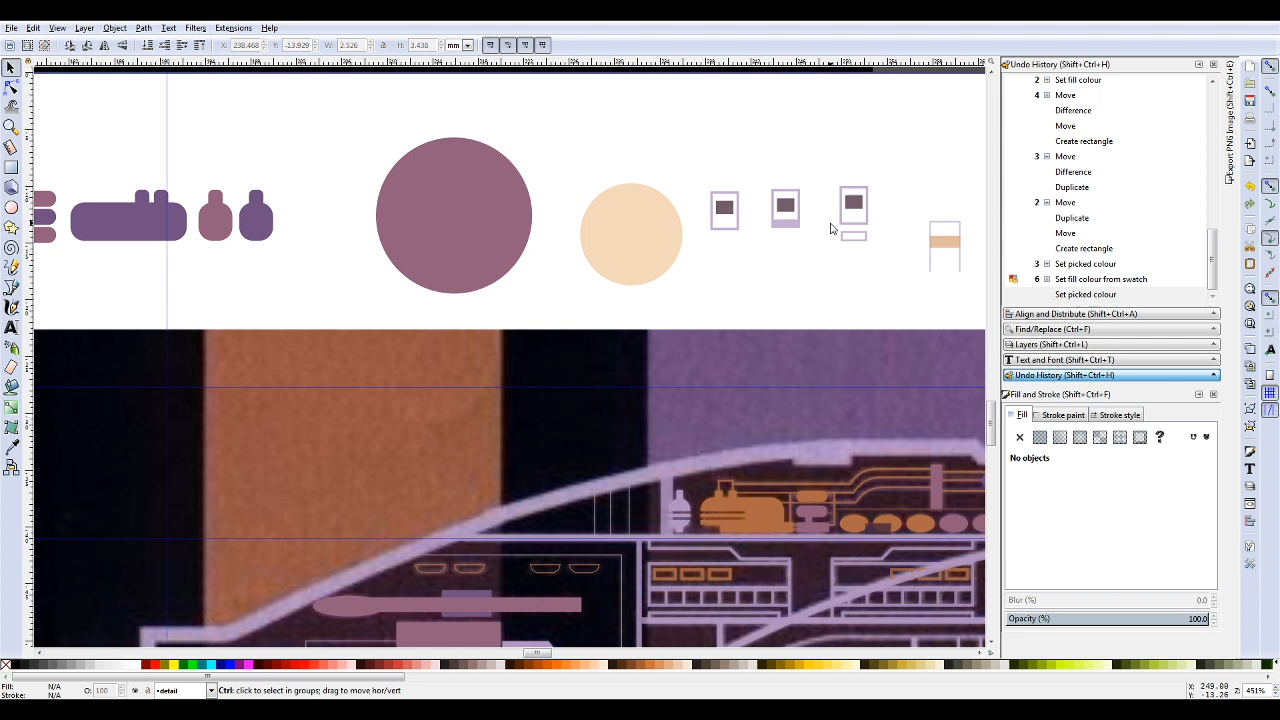 File Edit View Layer Object Path Text Filters Extensions Help
X: 238.468 Y: -13.929 W: 2.526 H: 3.438 mm
Undo History (Shift+Ctrl+H)
2 Set fill colour
4 Move
Difference
Move
Create rectangle
3 Move
Difference
Duplicate
2 Move
Duplicate
Move
Create rectangle
3 Set picked colour
6 Set fill colour from swatch
Set picked colour
Align and Distribute (Shift+Ctrl+A)
Find/Replace (Ctrl+F)
Layers (Shift+Ctrl+L)
Text and Font (Shift+Ctrl+T)
Undo History (Shift+Ctrl+H)
Fill and Stroke (Shift+Ctrl+F)
Fill Stroke paint Stroke style
No objects
Blur (%) 0.0
Opacity (%) 100.0
Export PNG Image (Shift+Ctrl+E)
Fill: N/A
Stroke: N/A
O: 100
•detail
Ctrl: click to select in groups; drag to move hor/vert
X: 249.00
Y: -13.26
Z: 451%